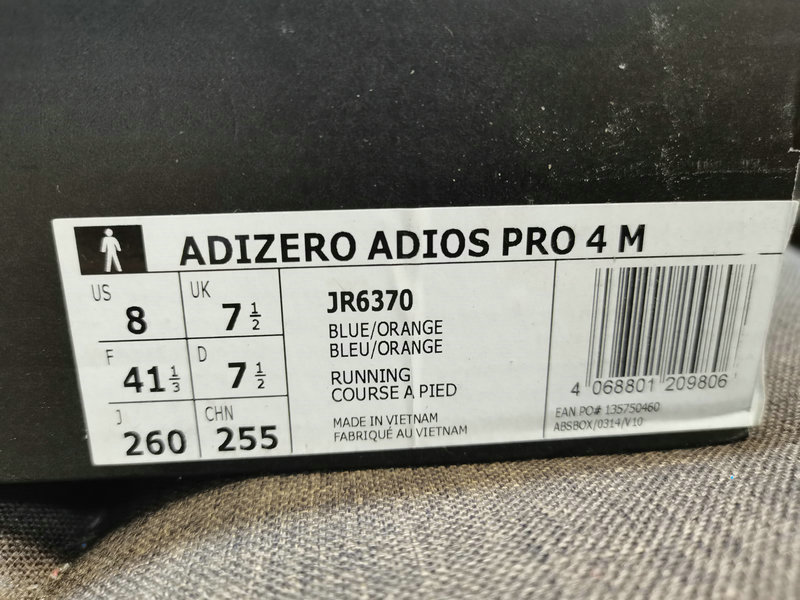 ADIZERO ADIOS PRO 4 M
US 8
UK 7 1/2
F 41 1/3
D 7 1/2
J 260
CHN 255
JR6370
BLUE/ORANGE
BLEU/ORANGE
RUNNING
COURSE A PIED
MADE IN VIETNAM
FABRIQUÉ AU VIETNAM
4 068801 209806
EAN PO# 135750460
ABSBOX/0314/V10